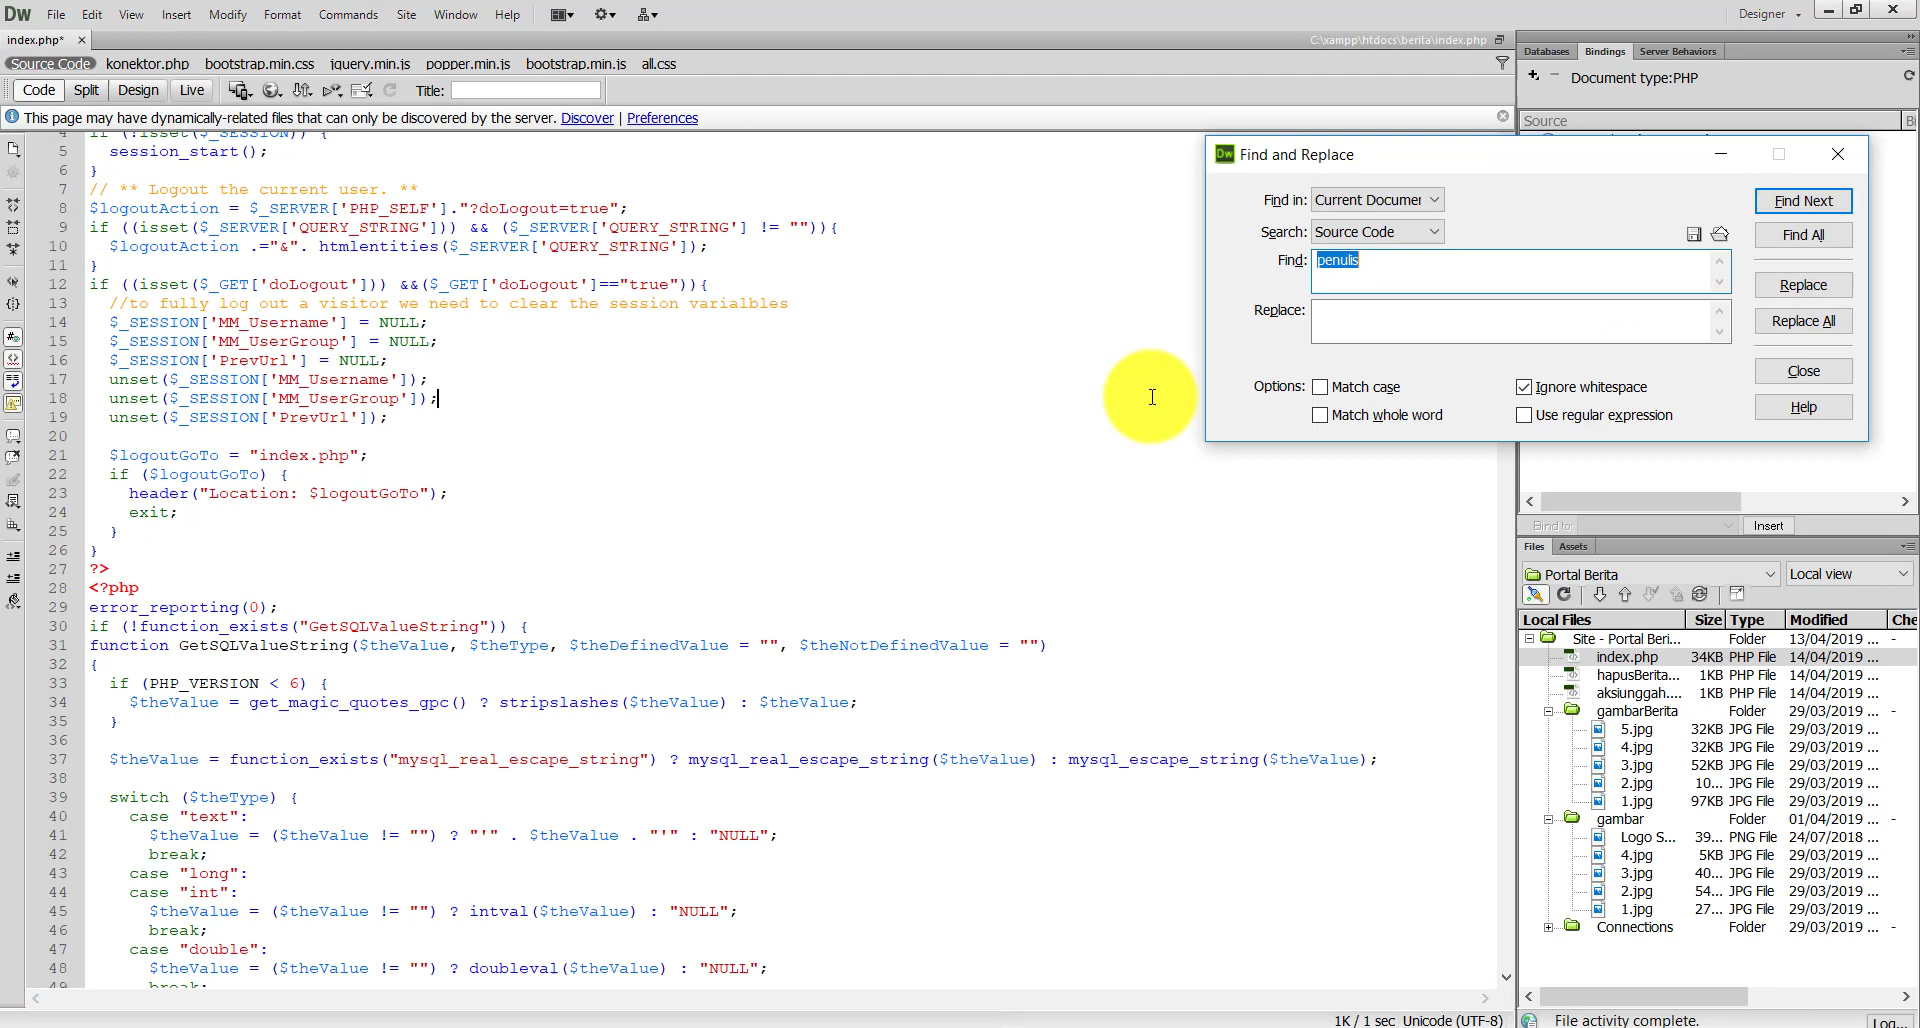 Dw File Edit View Insert Modify Format Commands Site Window Help Designer
index.php* C:\xampp\htdocs\berita\index.php
Source Code konektor.php bootstrap.min.css jquery.min.js popper.min.js bootstrap.min.js all.css
Code Split Design Live Title:
This page may have dynamically-related files that can only be discovered by the server. Discover Preferences
4 if (!isset($_SESSION)) {
5 session_start();
6 }
7 // ** Logout the current user. **
8 $logoutAction = $_SERVER['PHP_SELF']."?doLogout=true";
9 if ((isset($_SERVER['QUERY_STRING'])) && ($_SERVER['QUERY_STRING'] != "")){
10 $logoutAction .="&". htmlentities($_SERVER['QUERY_STRING']);
11 }
12 if ((isset($_GET['doLogout'])) &&($_GET['doLogout']=="true")){
13 //to fully log out a visitor we need to clear the session varialbles
14 $_SESSION['MM_Username'] = NULL;
15 $_SESSION['MM_UserGroup'] = NULL;
16 $_SESSION['PrevUrl'] = NULL;
17 unset($_SESSION['MM_Username']);
18 unset($_SESSION['MM_UserGroup']);
19 unset($_SESSION['PrevUrl']);
20
21 $logoutGoTo = "index.php";
22 if ($logoutGoTo) {
23 header("Location: $logoutGoTo");
24 exit;
25 }
26 }
27 ?>
28 <?php
29 error_reporting(0);
30 if (!function_exists("GetSQLValueString")) {
31 function GetSQLValueString($theValue, $theType, $theDefinedValue = "", $theNotDefinedValue = "")
32 {
33 if (PHP_VERSION < 6) {
34 $theValue = get_magic_quotes_gpc() ? stripslashes($theValue) : $theValue;
35 }
36
37 $theValue = function_exists("mysql_real_escape_string") ? mysql_real_escape_string($theValue) : mysql_escape_string($theValue);
38
39 switch ($theType) {
40 case "text":
41 $theValue = ($theValue != "") ? "'" . $theValue . "'" : "NULL";
42 break;
43 case "long":
44 case "int":
45 $theValue = ($theValue != "") ? intval($theValue) : "NULL";
46 break;
47 case "double":
48 $theValue = ($theValue != "") ? doubleval($theValue) : "NULL";
49 break;
1K / 1 sec Unicode (UTF-8)
Dw Find and Replace
Find in: Current Documer Find Next
Search: Source Code Find All
Find: penulis
Replace
Replace:
Replace All
Close
Options: Match case Ignore whitespace
Match whole word Use regular expression
Help
Databases Bindings Server Behaviors
Document type:PHP
Source Bi
Bind to: Insert
Files Assets
Portal Berita Local view
Local Files Size Type Modified Che
Site - Portal Beri... Folder 13/04/2019 ... -
index.php 34KB PHP File 14/04/2019 ...
hapusBerita... 1KB PHP File 14/04/2019 ...
aksiunggah.... 1KB PHP File 14/04/2019 ...
gambarBerita Folder 29/03/2019 ... -
5.jpg 32KB JPG File 29/03/2019 ...
4.jpg 32KB JPG File 29/03/2019 ...
3.jpg 52KB JPG File 29/03/2019 ...
2.jpg 10... JPG File 29/03/2019 ...
1.jpg 97KB JPG File 29/03/2019 ...
gambar Folder 01/04/2019 ... -
Logo S... 39... PNG File 24/07/2018 ...
4.jpg 5KB JPG File 29/03/2019 ...
3.jpg 40... JPG File 29/03/2019 ...
2.jpg 54... JPG File 29/03/2019 ...
1.jpg 27... JPG File 29/03/2019 ...
Connections Folder 29/03/2019 ... -
File activity complete. Log...